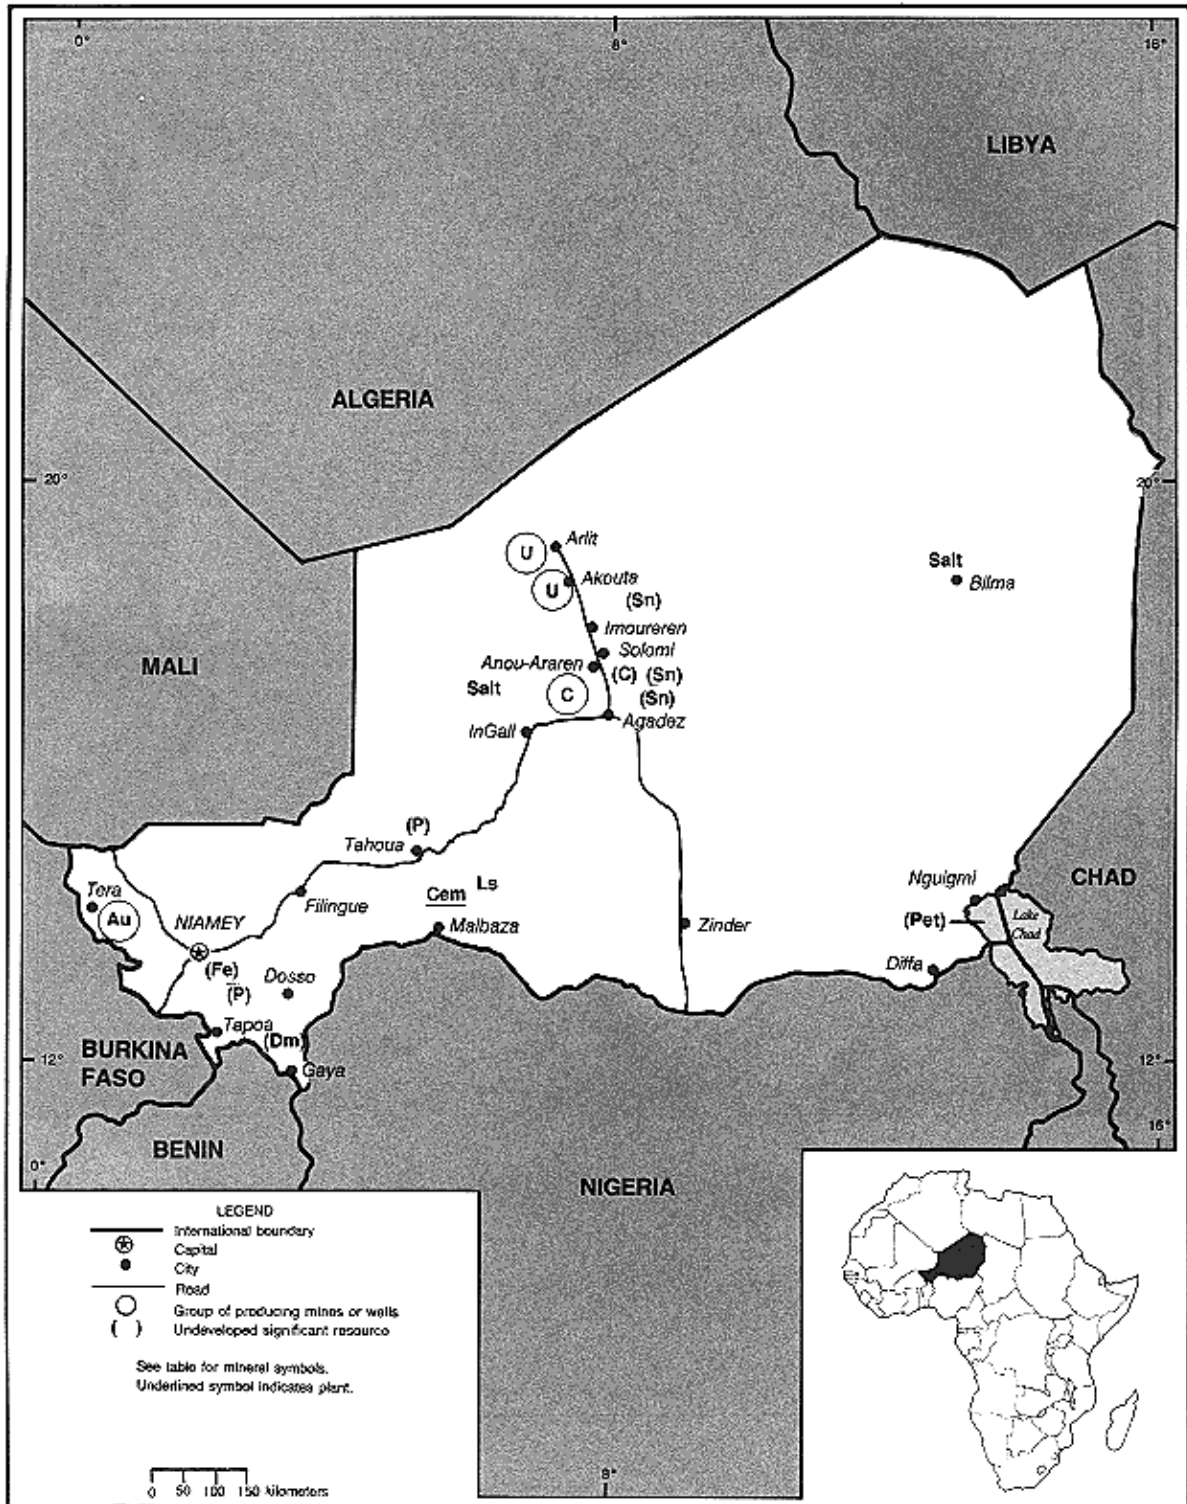 0°
8°
16°
LIBYA
ALGERIA
20°
20°
U
Arlit
U
Akouta
(Sn)
Salt
Bilma
Imoureren
Solomi
MALI
Anou-Araren
(C) (Sn)
Salt
C
(Sn)
Agadez
InGall
(P)
Tahoua
Nguigmi
CHAD
Tera
Au
NIAMEY
Filingue
Cem
Ls
Malbaza
Zinder
(Pet)
Lake
Chad
(Fe)
Dosso
Diffa
(P)
Tapoa
(Dm)
BURKINA
FASO
12°
12°
Gaya
BENIN
16°
0°
NIGERIA
LEGEND
International boundary
Capital
City
Road
Group of producing mines or wells
( ) Undeveloped significant resource
See table for mineral symbols.
Underlined symbol indicates plant.
0 50 100 150 kilometers
8°